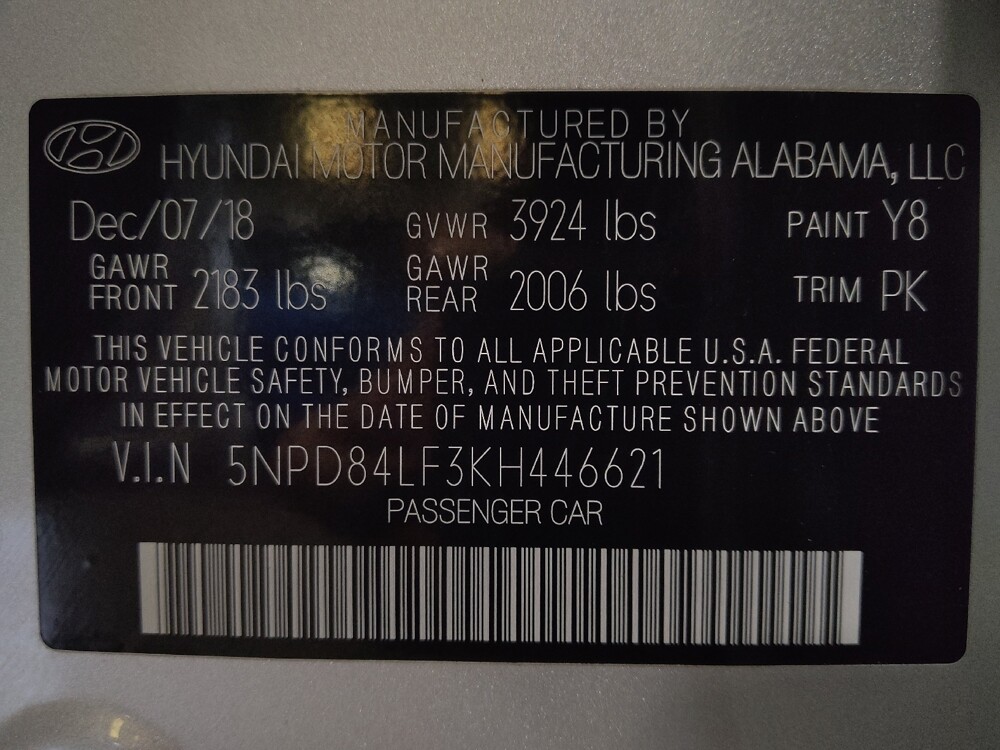 MANUFACTURED BY
HYUNDAI MOTOR MANUFACTURING ALABAMA, LLC
Dec/07/18 GVWR 3924 lbs PAINT Y8
GAWR FRONT 2183 lbs GAWR REAR 2006 lbs TRIM PK
THIS VEHICLE CONFORMS TO ALL APPLICABLE U.S.A. FEDERAL
MOTOR VEHICLE SAFETY, BUMPER, AND THEFT PREVENTION STANDARDS
IN EFFECT ON THE DATE OF MANUFACTURE SHOWN ABOVE
V.I.N 5NPD84LF3KH446621
PASSENGER CAR